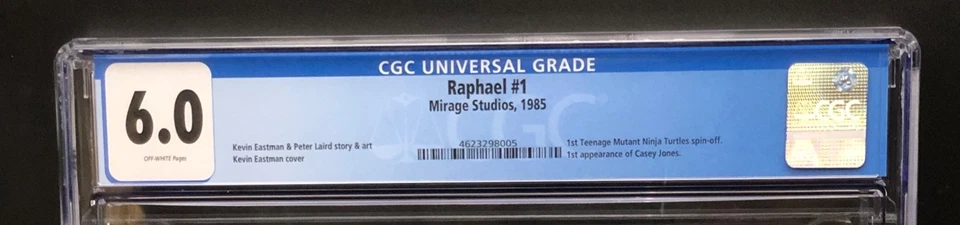 CGC UNIVERSAL GRADE
Raphael #1
Mirage Studios, 1985
6.0
OFF-WHITE Pages
Kevin Eastman & Peter Laird story & art
Kevin Eastman cover
4623298005
1st Teenage Mutant Ninja Turtles spin-off.
1st appearance of Casey Jones.
CGC
CGC